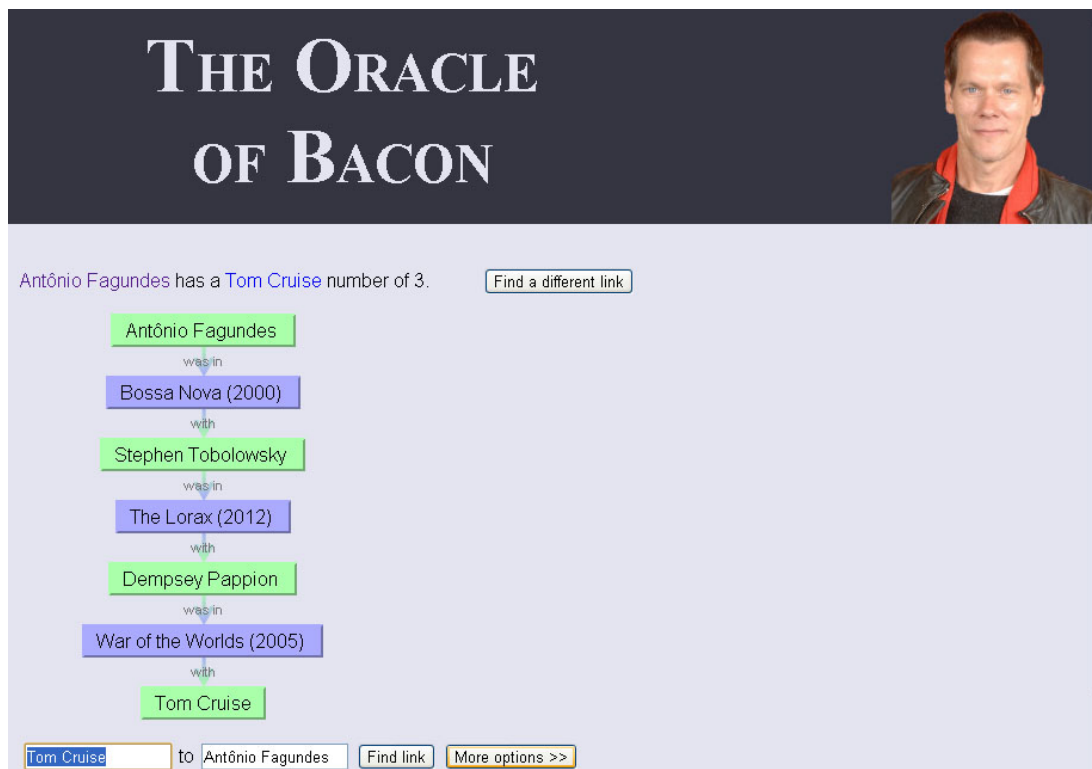 THE ORACLE
OF BACON
Antônio Fagundes has a Tom Cruise number of 3. Find a different link
Antônio Fagundes
was in
Bossa Nova (2000)
with
Stephen Tobolowsky
was in
The Lorax (2012)
with
Dempsey Pappion
was in
War of the Worlds (2005)
with
Tom Cruise
Tom Cruise to Antônio Fagundes Find link More options >>